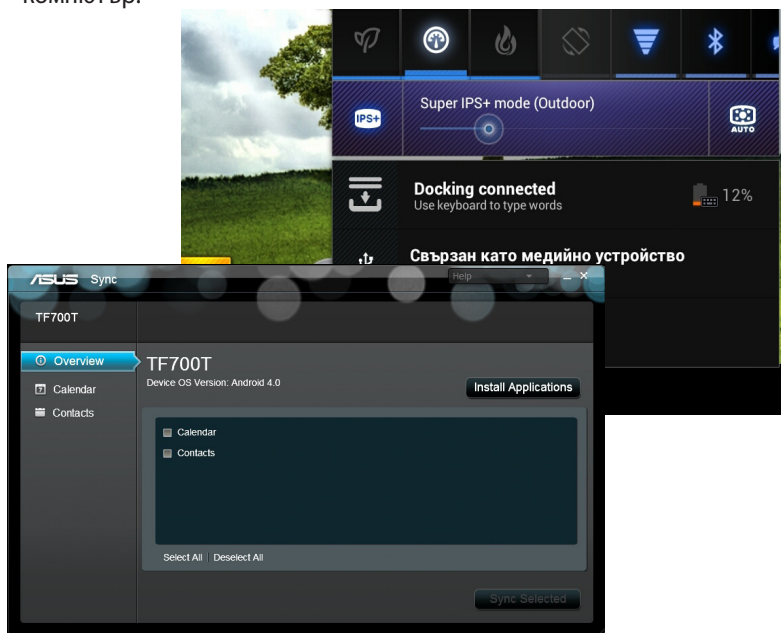 компютър.
Super IPS+ mode (Outdoor)
IPS+
AUTO
Docking connected
Use keyboard to type words
12%
Свързан като медийно устройство
ASUS Sync
Help
TF700T
Overview
Calendar
Contacts
TF700T
Device OS Version: Android 4.0
Install Applications
Calendar
Contacts
Select All Deselect All
Sync Selected